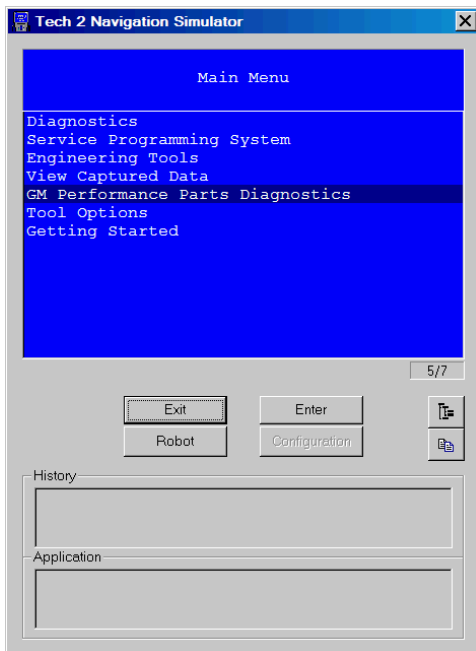 Tech 2 Navigation Simulator
Main Menu
Diagnostics
Service Programming System
Engineering Tools
View Captured Data
GM Performance Parts Diagnostics
Tool Options
Getting Started
5/7
Exit
Enter
Robot
Configuration
History
Application